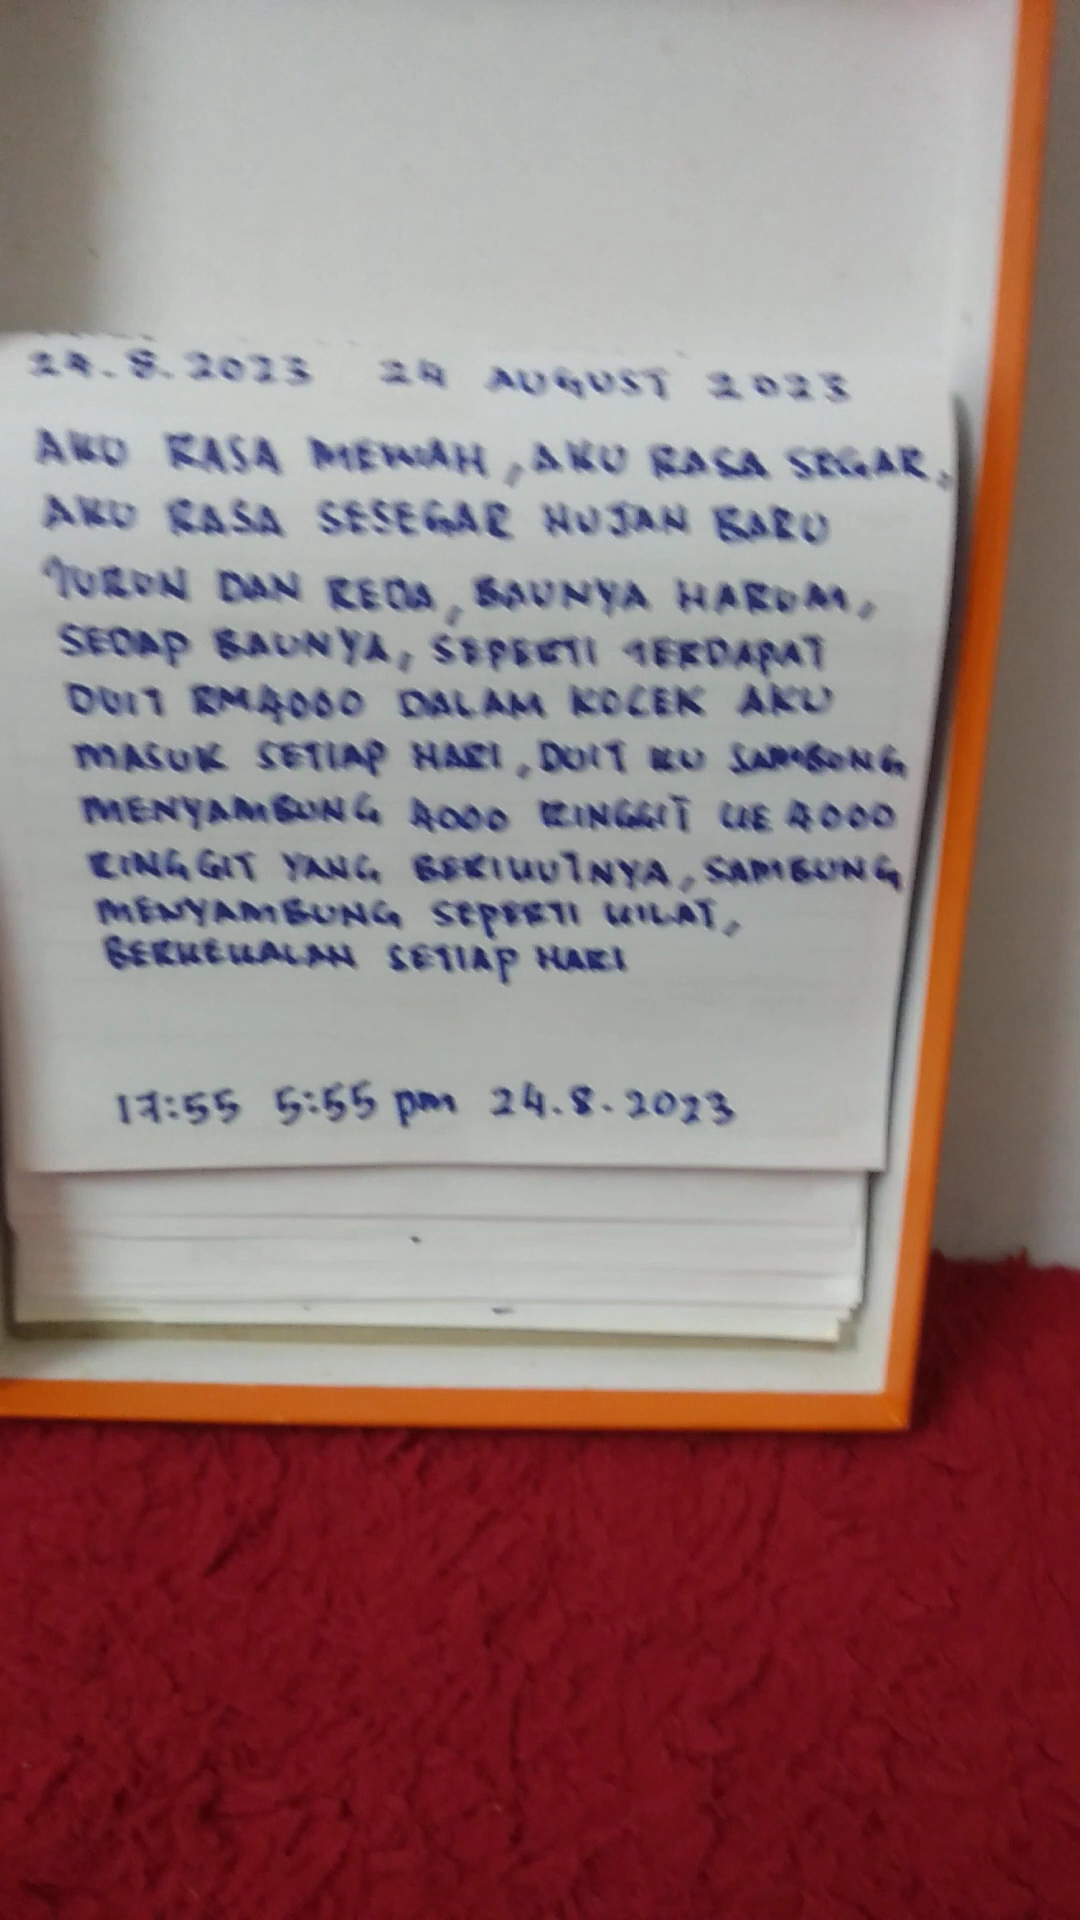 24.8.2023 24 AUGUST 2023
AKU RASA MEWAH, AKU RASA SEGAR,
AKU RASA SESEGAR HUJAN BARU
TURUN DAN REDA, BAUNYA HARUM,
SEDAP BAUNYA, SEPERTI TERDAPAT
DUIT RM4000 DALAM KOCEK AKU
MASUK SETIAP HARI, DUIT KU SAMBUNG
MENYAMBUNG 4000 RINGGIT KE 4000
RINGGIT YANG BERIKUTNYA, SAMBUNG
MENYAMBUNG SEPERTI KILAT,
BERKEKALAN SETIAP HARI
17:55 5:55 pm 24.8.2023